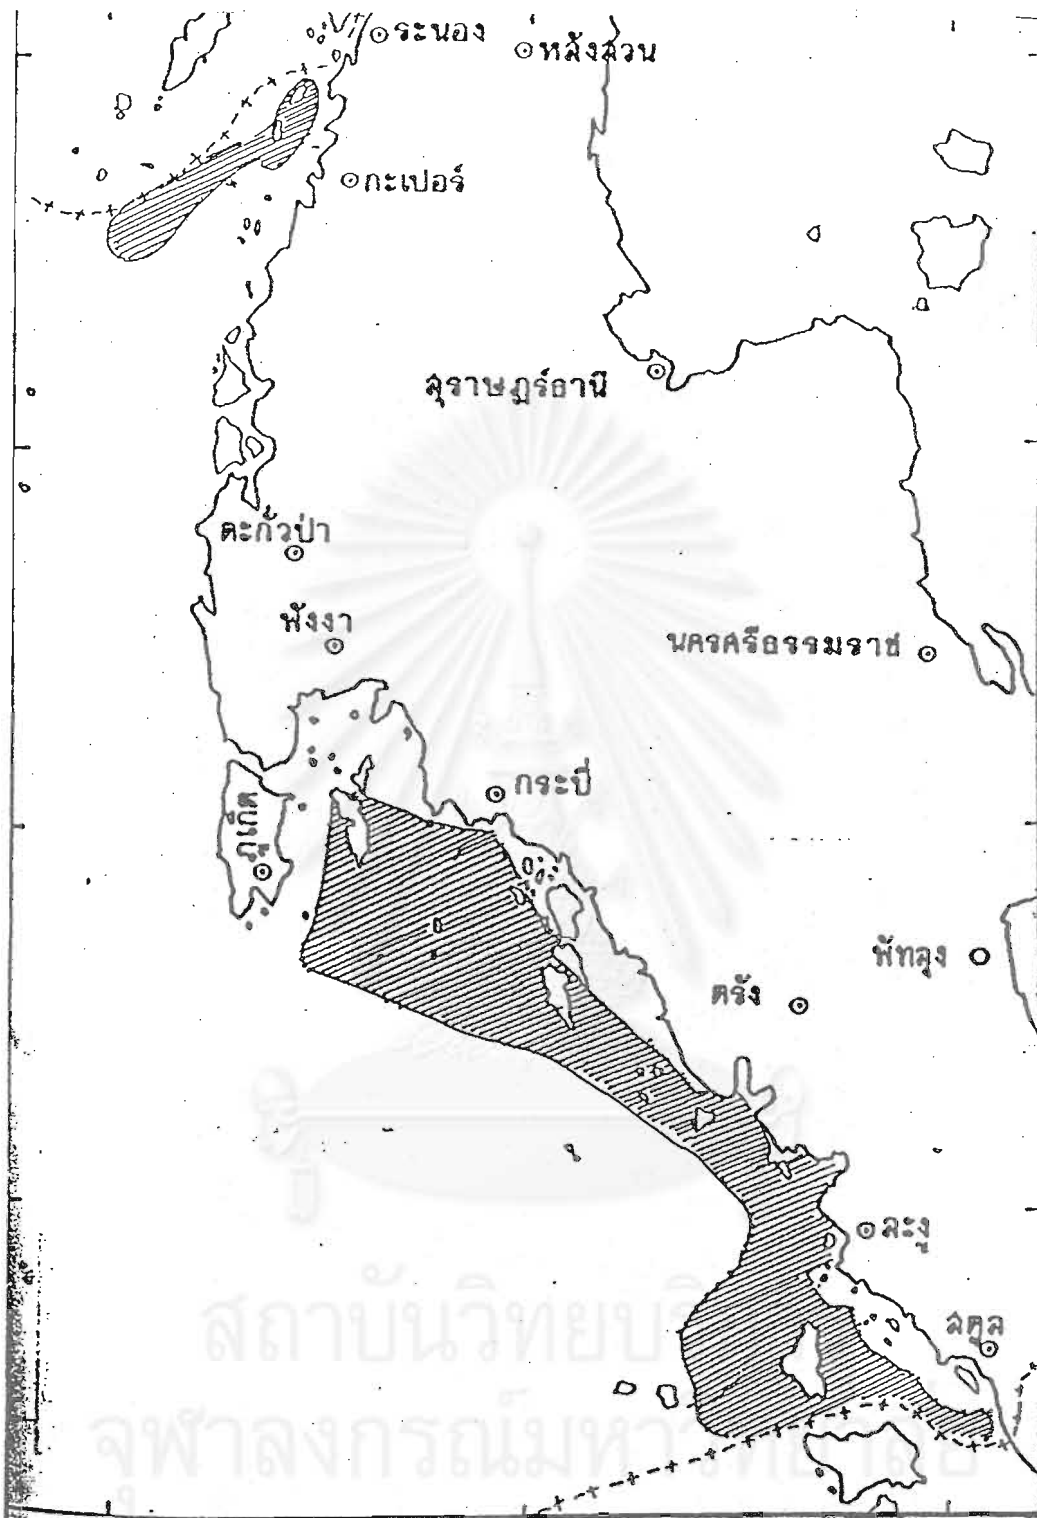 ระนอง
หลังสวน
กะเปอร์
สุราษฎร์ธานี
ตะกั่วป่า
พังงา
นครศรีธรรมราช
กระบี่
ภูเก็ต
พัทลุง
ตรัง
ละงู
สตูล
สถาบันวิทยบริ
จุฬาลงกรณ์มหาวิทยาลัย